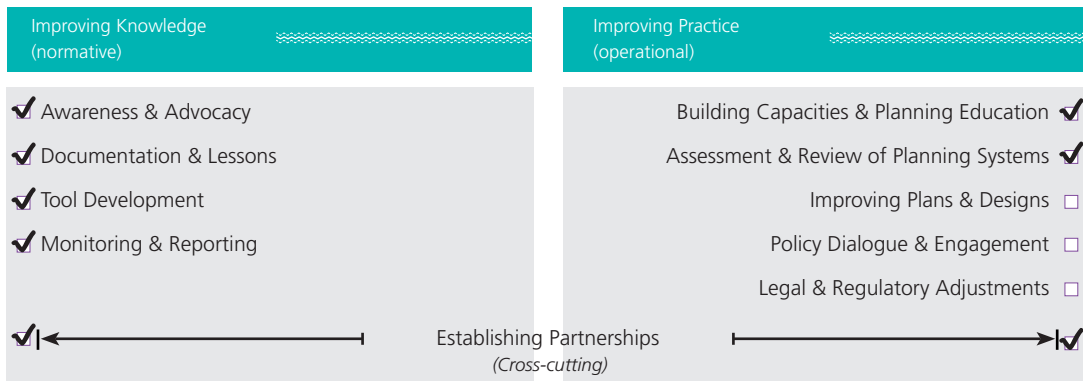 Improving Knowledge
(normative)
Improving Practice
(operational)
Awareness & Advocacy
Documentation & Lessons
Tool Development
Monitoring & Reporting
Building Capacities & Planning Education
Assessment & Review of Planning Systems
Improving Plans & Designs
Policy Dialogue & Engagement
Legal & Regulatory Adjustments
Establishing Partnerships
(Cross-cutting)